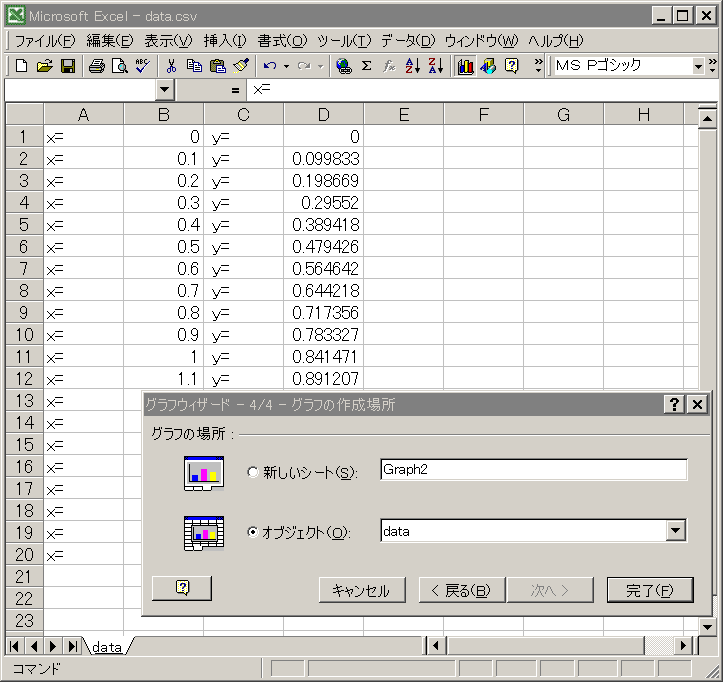 Microsoft Excel - data.csv
ファイル(F) 編集(E) 表示(V) 挿入(I) 書式(O) ツール(T) データ(D) ウィンドウ(W) ヘルプ(H)
MS Pゴシック
= x=
A B C D E F G H
1 x= 0 y= 0
2 x= 0.1 y= 0.099833
3 x= 0.2 y= 0.198669
4 x= 0.3 y= 0.29552
5 x= 0.4 y= 0.389418
6 x= 0.5 y= 0.479426
7 x= 0.6 y= 0.564642
8 x= 0.7 y= 0.644218
9 x= 0.8 y= 0.717356
10 x= 0.9 y= 0.783327
11 x= 1 y= 0.841471
12 x= 1.1 y= 0.891207
13 x=
14 x=
15 x=
16 x=
17 x=
18 x=
19 x=
20 x=
21
22
23
グラフウィザード - 4/4 - グラフの作成場所
グラフの場所 :
新しいシート(S): Graph2
オブジェクト(O): data
キャンセル < 戻る(B) 次へ > 完了(F)
data
コマンド